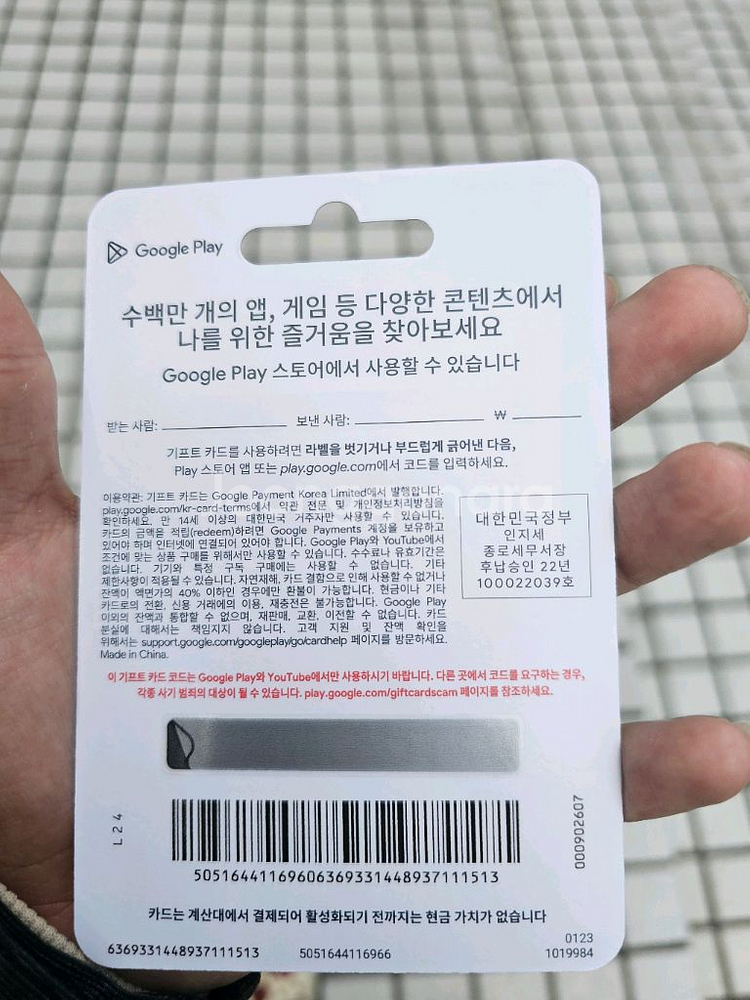 Google Play
수백만 개의 앱, 게임 등 다양한 콘텐츠에서
나를 위한 즐거움을 찾아보세요
Google Play 스토어에서 사용할 수 있습니다
받는 사람: 보낸 사람: ₩
기프트 카드를 사용하려면 라벨을 벗기거나 부드럽게 긁어낸 다음,
Play 스토어 앱 또는 play.google.com에서 코드를 입력하세요.
이용약관: 기프트 카드는 Google Payment Korea Limited에서 발행합니다.
play.google.com/kr-card-terms에서 약관 전문 및 개인정보처리방침을
확인하세요. 만 14세 이상의 대한민국 거주자만 사용할 수 있습니다.
카드의 금액을 적립(redeem)하려면 Google Payments 계정을 보유하고
있어야 하며 인터넷에 연결되어 있어야 합니다. Google Play와 YouTube에서
조건에 맞는 상품 구매를 위해서만 사용할 수 있습니다. 수수료나 유효기간은
없습니다. 기기와 특정 구독 구매에는 사용할 수 없습니다. 기타
제한사항이 적용될 수 있습니다. 자연재해, 카드 결함으로 인해 사용할 수 없거나
잔액이 액면가의 40% 이하인 경우에만 환불이 가능합니다. 현금이나 기타
카드로의 전환, 신용 거래에의 이용, 재충전은 불가능합니다. Google Play
이외의 잔액과 통합할 수 없으며, 재판매, 교환, 이전할 수 없습니다. 카드
분실에 대해서는 책임지지 않습니다. 고객 지원 및 잔액 확인을
위해서는 support.google.com/googleplay/go/cardhelp 페이지를 방문하세요.
Made in China.
대한민국정부
인지세
종로세무서장
후납승인 22년
100022039호
이 기프트 카드 코드는 Google Play와 YouTube에서만 사용하시기 바랍니다. 다른 곳에서 코드를 요구하는 경우,
각종 사기 범죄의 대상이 될 수 있습니다. play.google.com/giftcardscam 페이지를 참조하세요.
L24
000902607
505164411696063693314489371​11513
카드는 계산대에서 결제되어 활성화되기 전까지는 현금 가치가 없습니다
6369331448937111513
5051644116966
0123
1019984